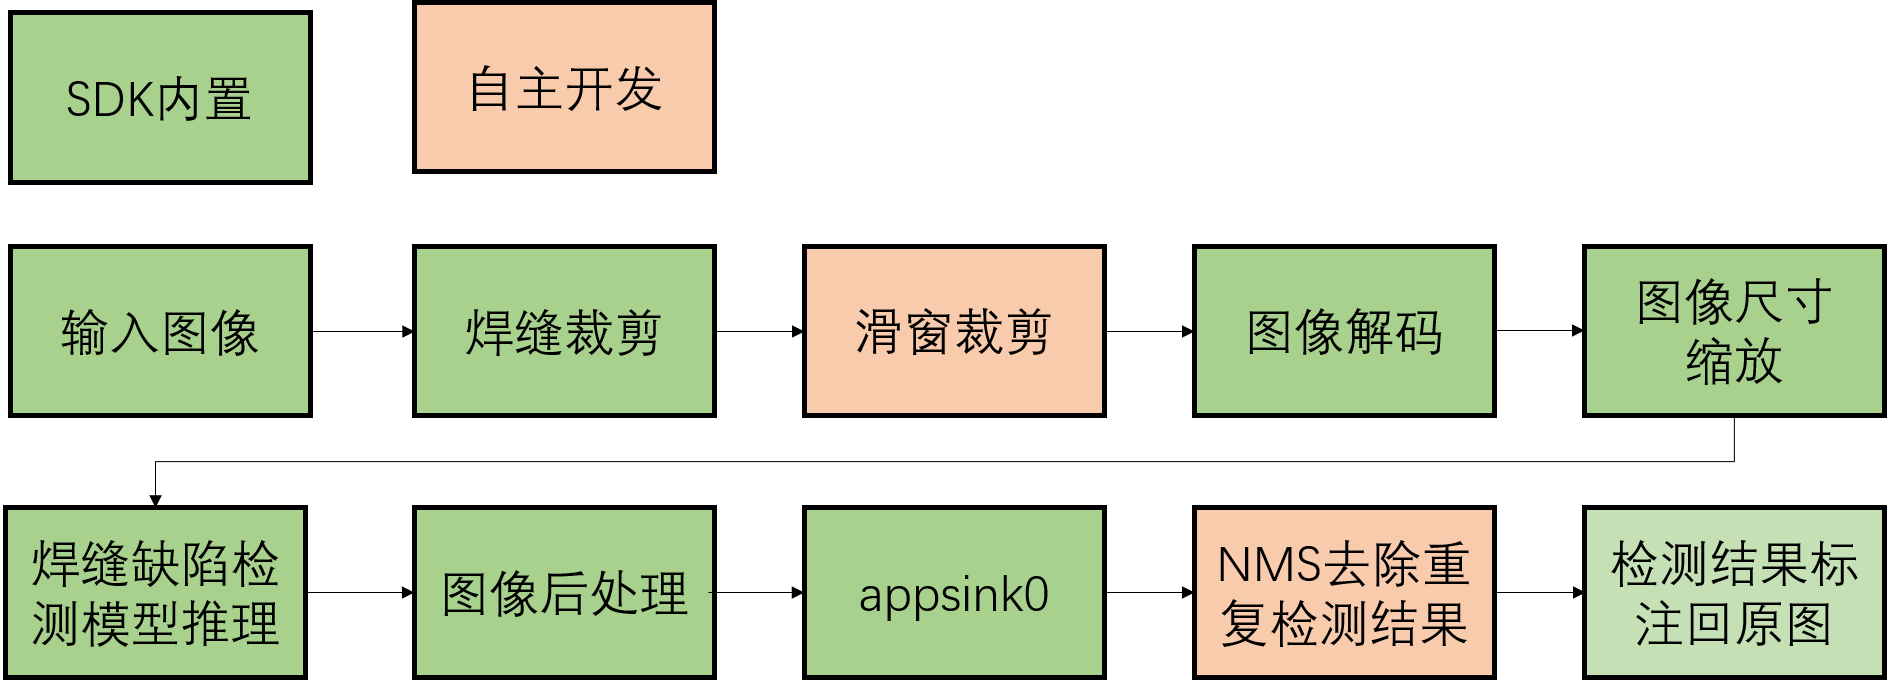 SDK内置
自主开发
输入图像
焊缝裁剪
滑窗裁剪
图像解码
图像尺寸
缩放
焊缝缺陷检
测模型推理
图像后处理
appsink0
NMS去除重
复检测结果
检测结果标
注回原图